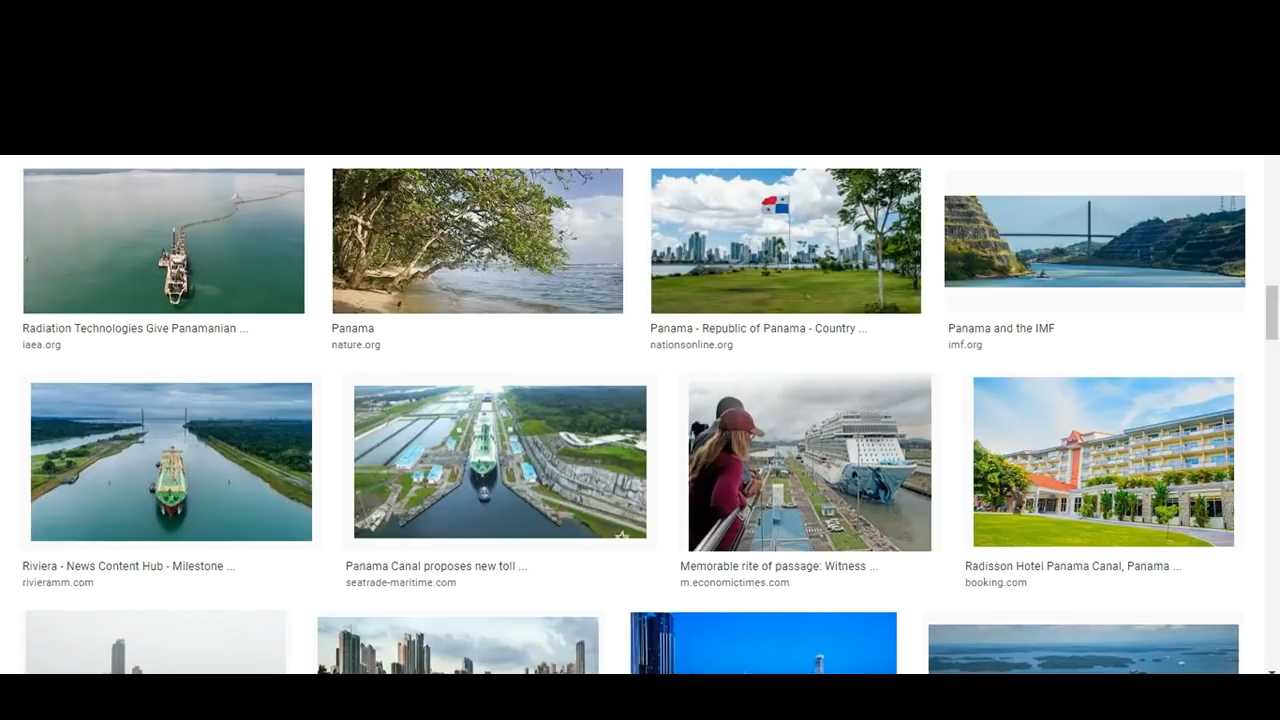 Radiation Technologies Give Panamanian ...
iaea.org
Panama
nature.org
Panama - Republic of Panama - Country ...
nationsonline.org
Panama and the IMF
imf.org
Riviera - News Content Hub - Milestone ...
rivieramm.com
Panama Canal proposes new toll ...
seatrade-maritime.com
Memorable rite of passage: Witness ...
m.economictimes.com
Radisson Hotel Panama Canal, Panama ...
booking.com